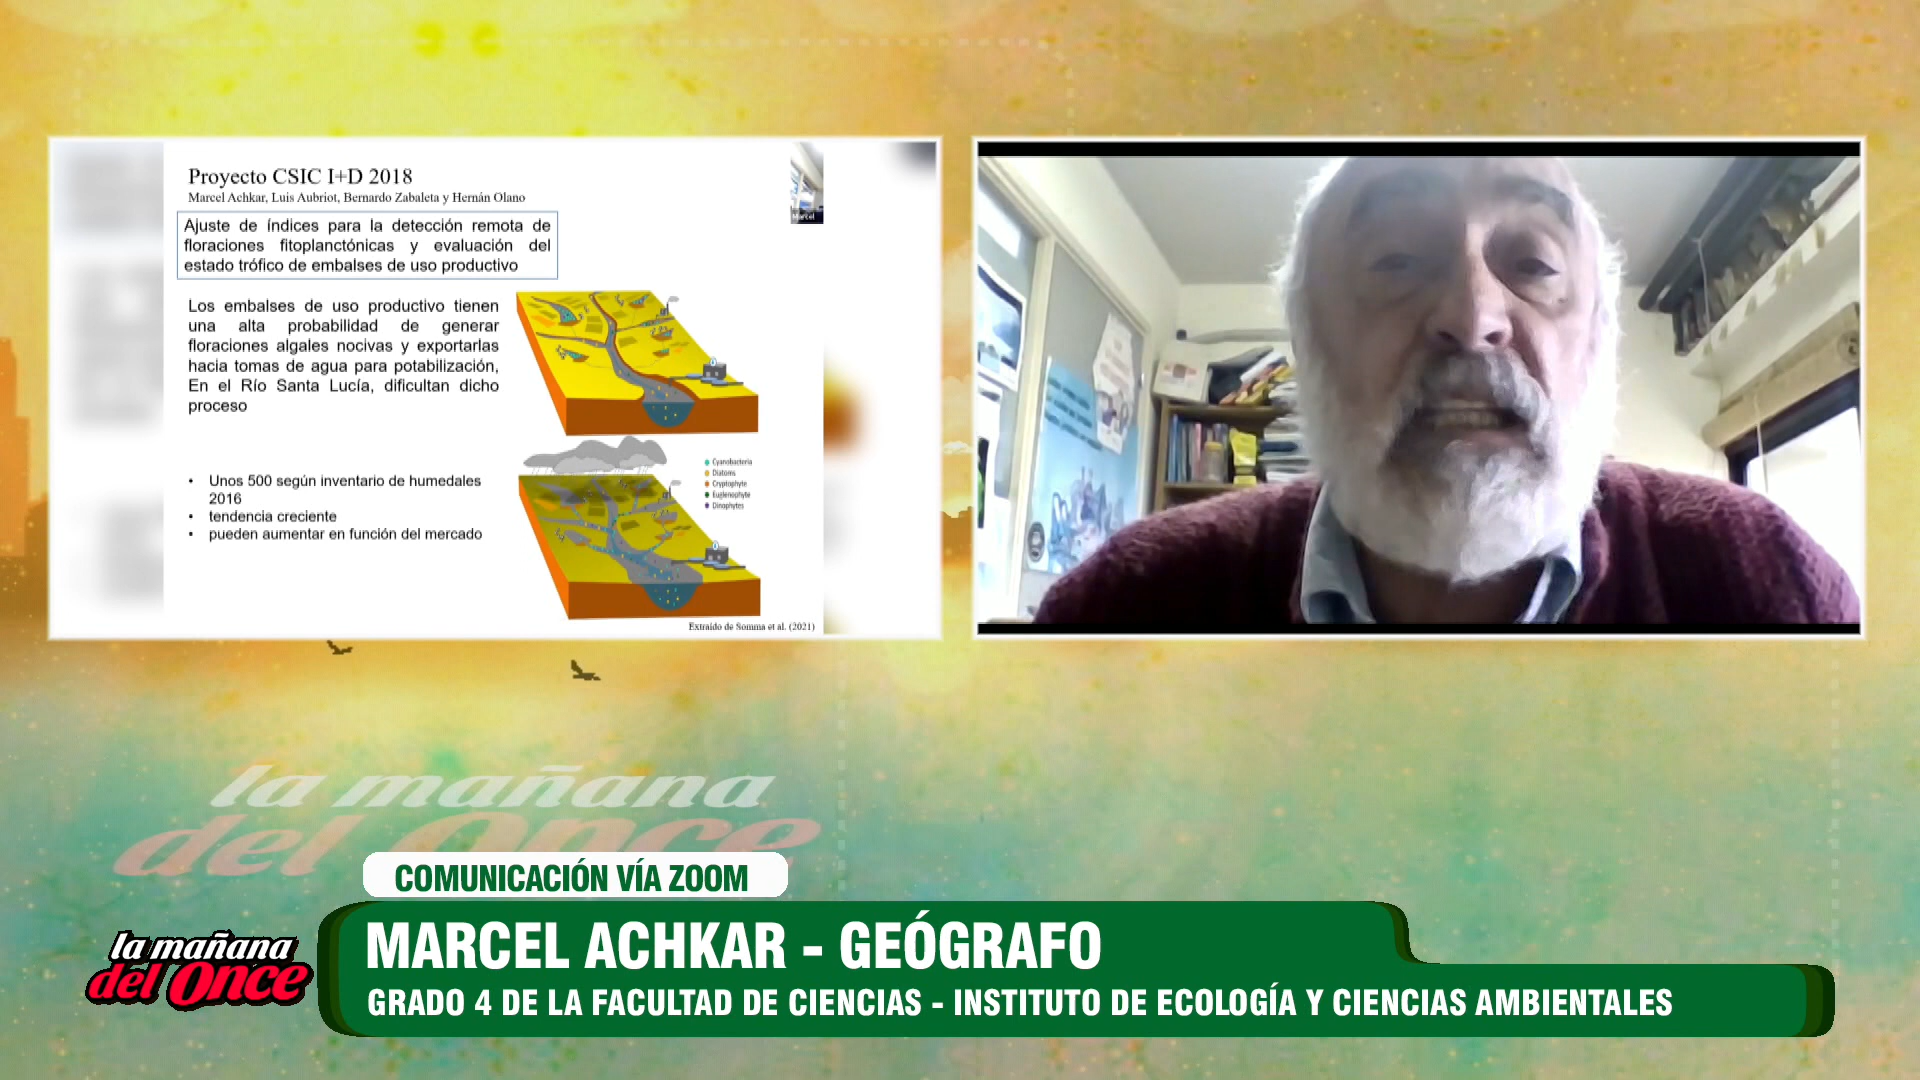 Proyecto CSIC I+D 2018
Marcel Achkar, Luis Aubriot, Bernardo Zabaleta y Hernán Olano
Ajuste de índices para la detección remota de
floraciones fitoplanctónicas y evaluación del
estado trófico de embalses de uso productivo
Los embalses de uso productivo tienen
una alta probabilidad de generar
floraciones algales nocivas y exportarlas
hacia tomas de agua para potabilización,
En el Río Santa Lucía, dificultan dicho
proceso
• Unos 500 según inventario de humedales
2016
• tendencia creciente
• pueden aumentar en función del mercado
Cyanobacteria
Diatoms
Cryptophyte
Euglenophyte
Dinophytes
Extraído de Somma et al. (2021)
Marcel
la mañana
del Once
COMUNICACIÓN VÍA ZOOM
MARCEL ACHKAR - GEÓGRAFO
GRADO 4 DE LA FACULTAD DE CIENCIAS - INSTITUTO DE ECOLOGÍA Y CIENCIAS AMBIENTALES
la mañana
del Once